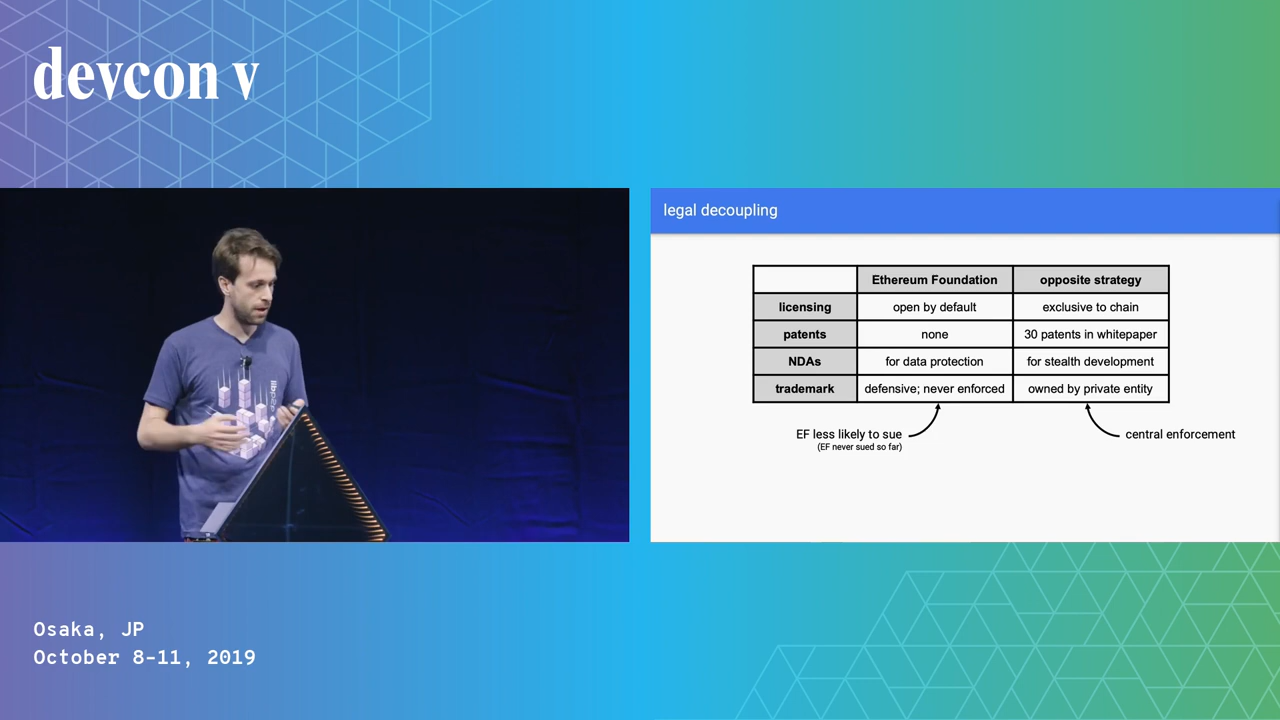 devcon v
libp2p
legal decoupling
Ethereum Foundation opposite strategy
licensing open by default exclusive to chain
patents none 30 patents in whitepaper
NDAs for data protection for stealth development
trademark defensive; never enforced owned by private entity
EF less likely to sue central enforcement
(EF never sued so far)
Osaka, JP
October 8-11, 2019